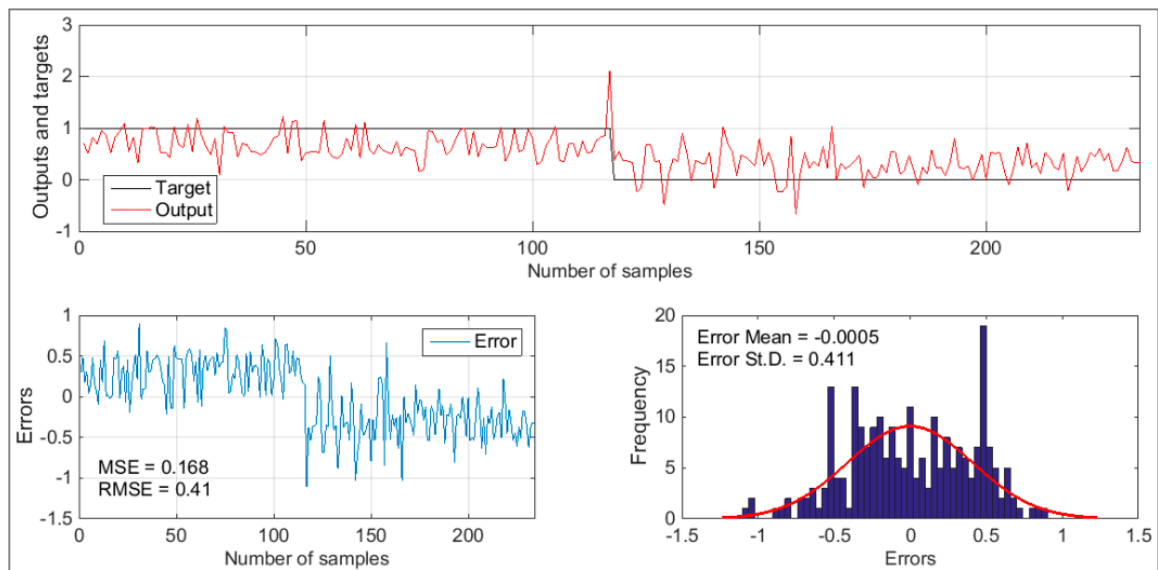 3
2
1
0
-1
Outputs and targets
Target
Output
0
50
100
150
200
Number of samples
1
0.5
0
-0.5
-1
-1.5
Errors
Error
MSE = 0.168
RMSE = 0.41
0
50
100
150
200
Number of samples
20
15
10
5
0
Frequency
Error Mean = -0.0005
Error St.D. = 0.411
-1.5
-1
-0.5
0
0.5
1
1.5
Errors